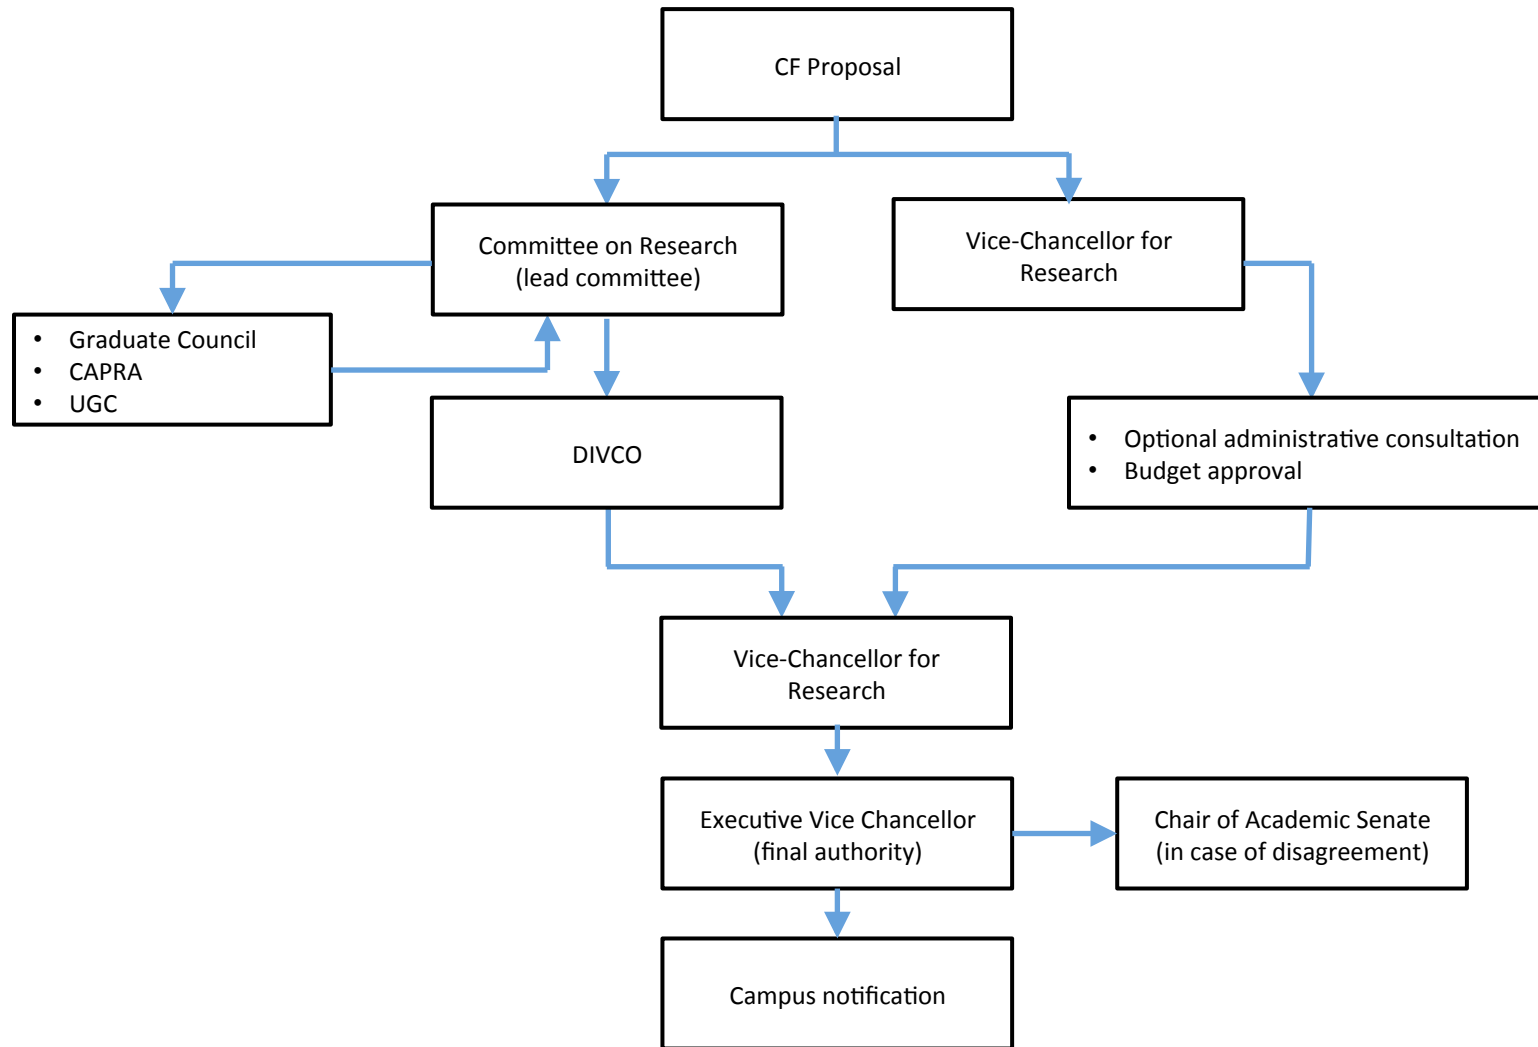 CF Proposal
Committee on Research
(lead committee)
Vice-Chancellor for
Research
• Graduate Council
• CAPRA
• UGC
DIVCO
• Optional administrative consultation
• Budget approval
Vice-Chancellor for
Research
Executive Vice Chancellor
(final authority)
Chair of Academic Senate
(in case of disagreement)
Campus notification